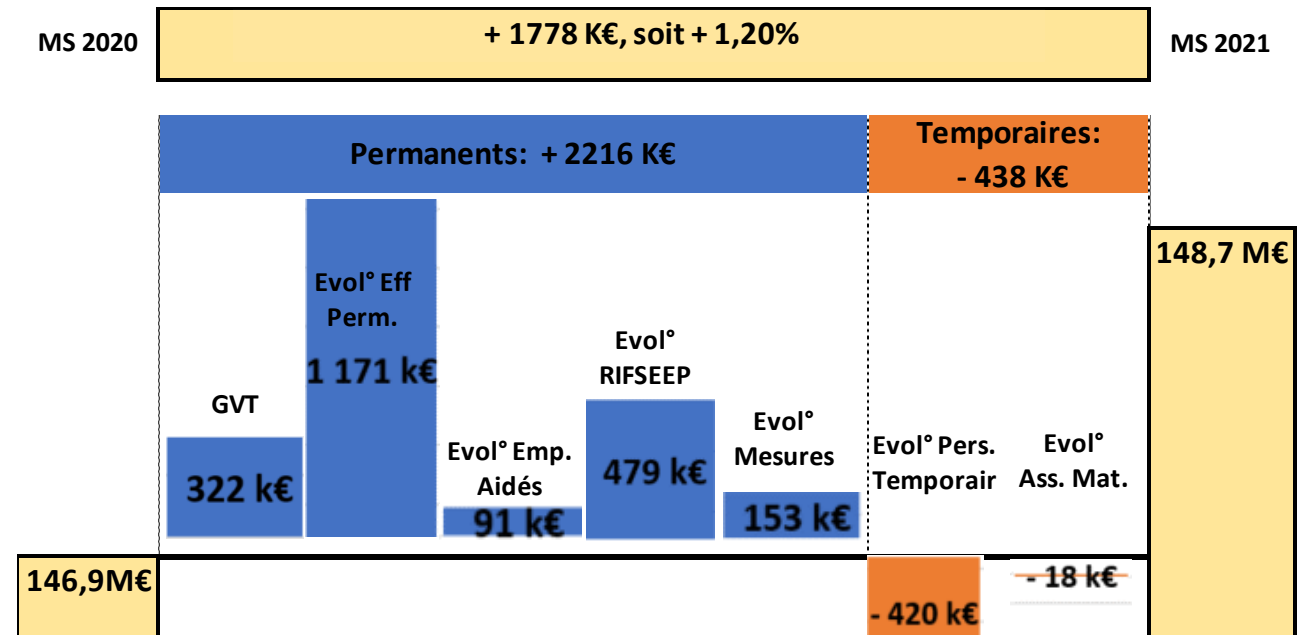 MS 2020
+ 1778 K€, soit + 1,20%
MS 2021
Permanents: + 2216 K€
Temporaires:
- 438 K€
148,7 M€
Evol° Eff
Perm.
1 171 k€
GVT
322 k€
Evol° Emp.
Aidés
91 k€
Evol°
RIFSEEP
479 k€
Evol°
Mesures
153 k€
Evol° Pers.
Temporair
Evol°
Ass. Mat.
146,9M€
- 420 k€
- 18 k€